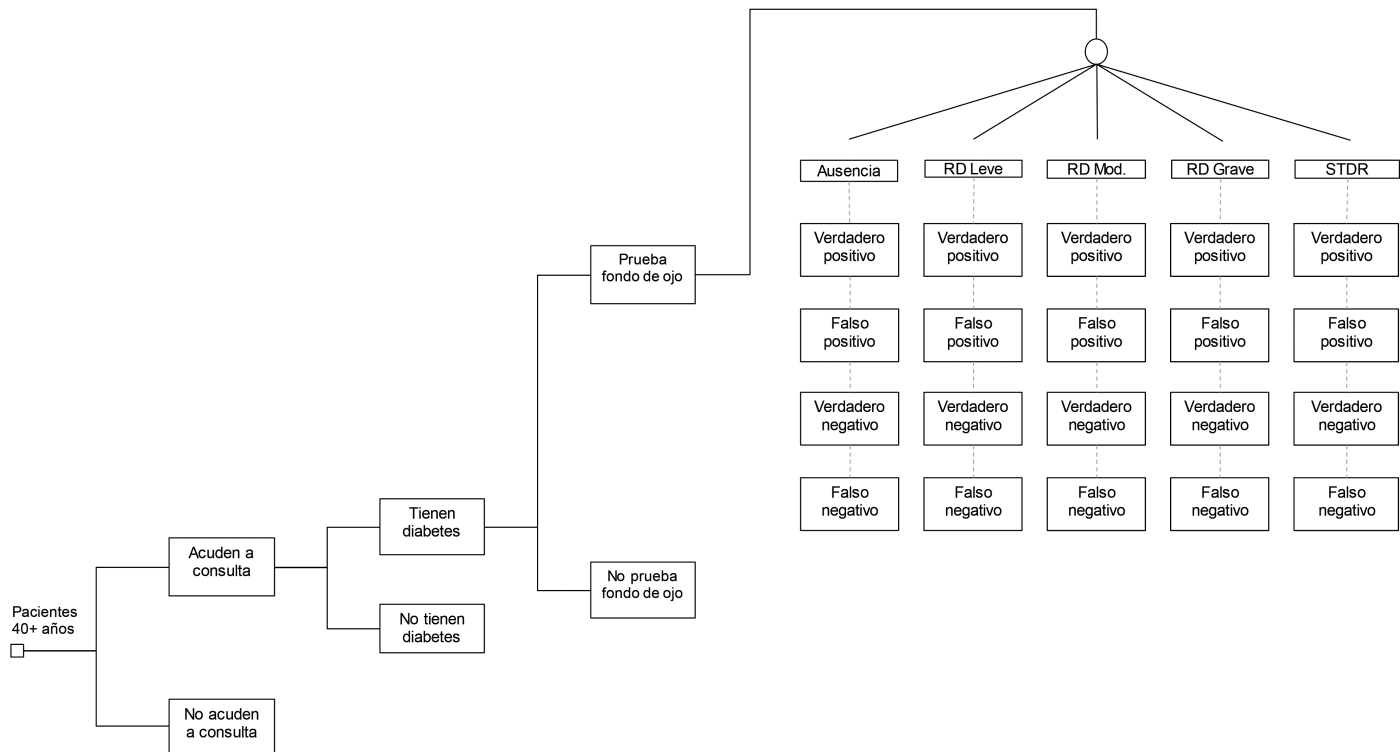 Ausencia
RD Leve
RD Mod.
RD Grave
STDR
Verdadero
positivo
Verdadero
positivo
Verdadero
positivo
Verdadero
positivo
Verdadero
positivo
Falso
positivo
Falso
positivo
Falso
positivo
Falso
positivo
Falso
positivo
Verdadero
negativo
Verdadero
negativo
Verdadero
negativo
Verdadero
negativo
Verdadero
negativo
Falso
negativo
Falso
negativo
Falso
negativo
Falso
negativo
Falso
negativo
Prueba
fondo de ojo
Tienen
diabetes
Acuden a
consulta
No prueba
fondo de ojo
Pacientes
40+ años
No tienen
diabetes
No acuden
a consulta